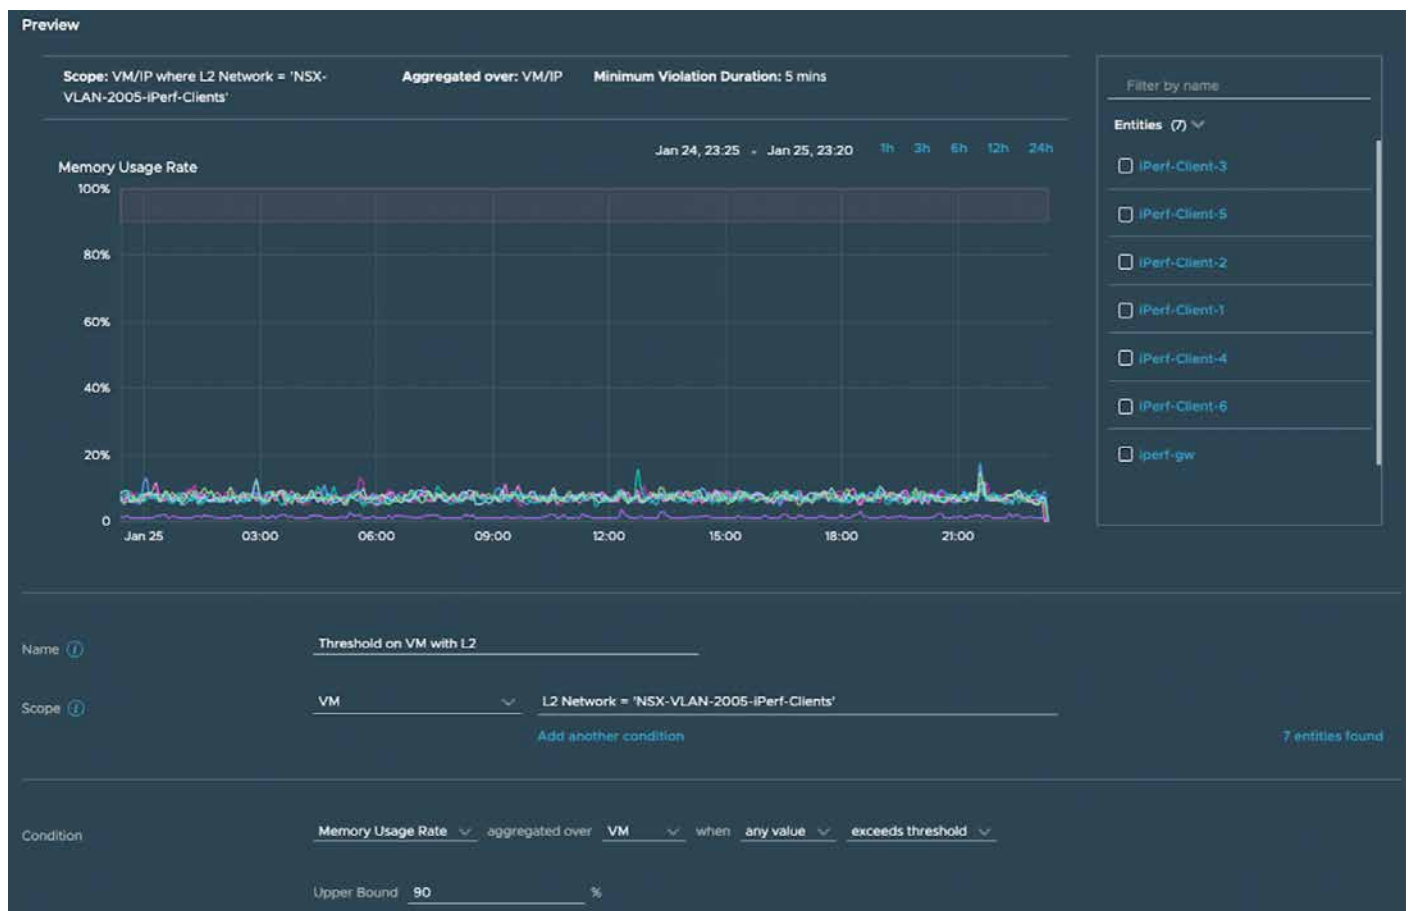 Preview
Scope: VM/IP where L2 Network = 'NSX-
VLAN-2005-iPerf-Clients'
Aggregated over: VM/IP
Minimum Violation Duration: 5 mins
Filter by name
Entities (7)
iPerf-Client-3
iPerf-Client-5
iPerf-Client-2
iPerf-Client-1
iPerf-Client-4
iPerf-Client-6
iperf-gw
Jan 24, 23:25 - Jan 25, 23:20 1h 3h 6h 12h 24h
Memory Usage Rate
100%
80%
60%
40%
20%
0
Jan 25 03:00 06:00 09:00 12:00 15:00 18:00 21:00
Name i Threshold on VM with L2
Scope i VM L2 Network = 'NSX-VLAN-2005-iPerf-Clients'
Add another condition 7 entities found
Condition Memory Usage Rate aggregated over VM when any value exceeds threshold
Upper Bound 90 %